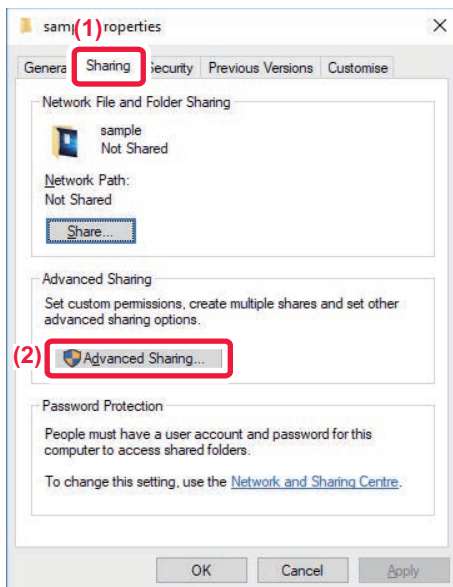 (1)
sam roperties
Genera Sharing ecurity Previous Versions Customise
Network File and Folder Sharing
sample
Not Shared
Network Path:
Not Shared
Share...
Advanced Sharing
Set custom permissions, create multiple shares and set other
advanced sharing options.
(2)
Advanced Sharing...
Password Protection
People must have a user account and password for this
computer to access shared folders.
To change this setting, use the Network and Sharing Centre.
OK Cancel Apply